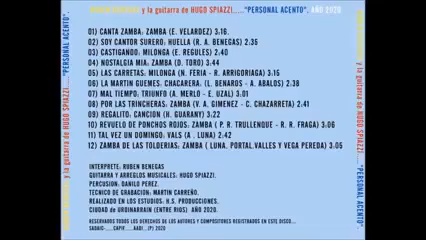 y la guitarra de HUGO SPIAZZI....."PERSONAL ACENTO". AÑO 2020
01) CANTA ZAMBA; ZAMBA (E. VELARDEZ) 3:16.
02) SOY CANTOR SURERO; HUELLA (R. A. BENEGAS) 2:35
03) CASTIGANDO; MILONGA (E. REGULES) 2:40
04) NOSTALGIA MIA; ZAMBA (D. TORO) 3:44
05) LAS CARRETAS; MILONGA (N. FERIA - R. ARRIGORIAGA) 3:15
06) LA MARTIN GUEMES; CHACARERA. (L. BENAROS - A. ABALOS) 2:38
07) MAL TIEMPO; TRIUNFO (A. MERLO - E. UZAL) 3:01
08) POR LAS TRINCHERAS; ZAMBA (V. A. GIMENEZ - C. CHAZARRETA) 2:41
09) REGALITO; CANCION (H. GUARANY) 3:22
10) REVUELO DE PONCHOS ROJOS; ZAMBA ( P. R. TRULLENQUE - R. R. FRAGA) 3:06
11) TAL VEZ UN DOMINGO; VALS (A . LUNA) 2:42
12) ZAMBA DE LAS TOLDERIAS; ZAMBA ( LUNA, PORTAL,VALLES Y VEGA PEREDA) 3:05
INTERPRETE: RUBEN BENEGAS
GUITARRA Y ARREGLOS MUSICALES: HUGO SPIAZZI.
PERCUSION: DANILO PEREZ.
TECNICO DE GRABACION: MARTIN CARREÑO.
REALIZADO EN LOS ESTUDIOS: H.S. PRODUCCIONES.
CIUDAD DE URDINARRAIN (ENTRE RIOS) AÑO 2020.
RESERVADOS TODOS LOS DERECHOS DE LOS AUTORES Y COMPOSITORES REGISTRADOS EN ESTE DISCO...
SADAIC-......CAPIF.....AADI...(P) 2020
y la guitarra de HUGO SPIAZZI....."PERSONAL ACENTO".
y la guitarra de HUGO SPIAZZI....."PERSONAL ACENTO".